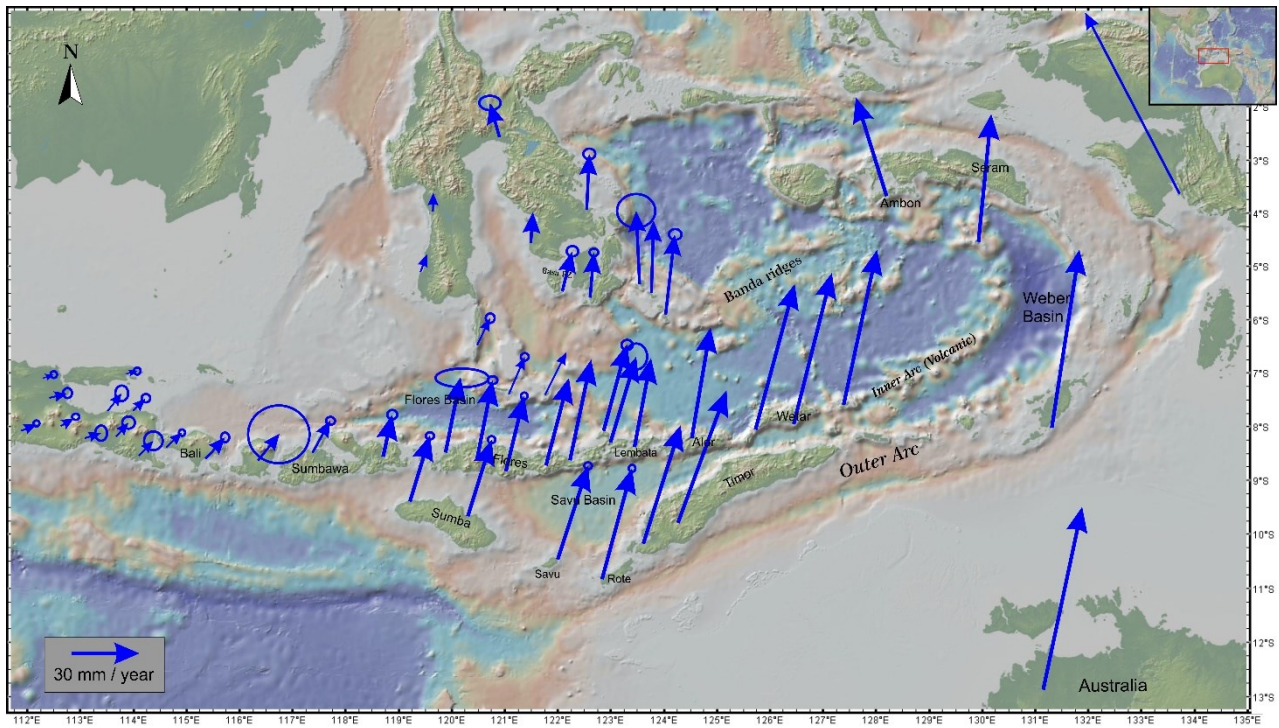 N
2°S
3°S
4°S
5°S
6°S
7°S
8°S
9°S
10°S
11°S
12°S
13°S
Seram
Ambon
Banda ridges
Weber
Basin
Inner Arc (Volcanic)
Flores Basin
Wetar
Bali
Sumbawa
Flores
Lembata
Alor
Outer Arc
Timor
Savu Basin
Sumba
Savu
Rote
30 mm / year
Australia
112°E
113°E
114°E
115°E
116°E
117°E
118°E
119°E
120°E
121°E
122°E
123°E
124°E
125°E
126°E
127°E
128°E
129°E
130°E
131°E
132°E
133°E
134°E
135°E